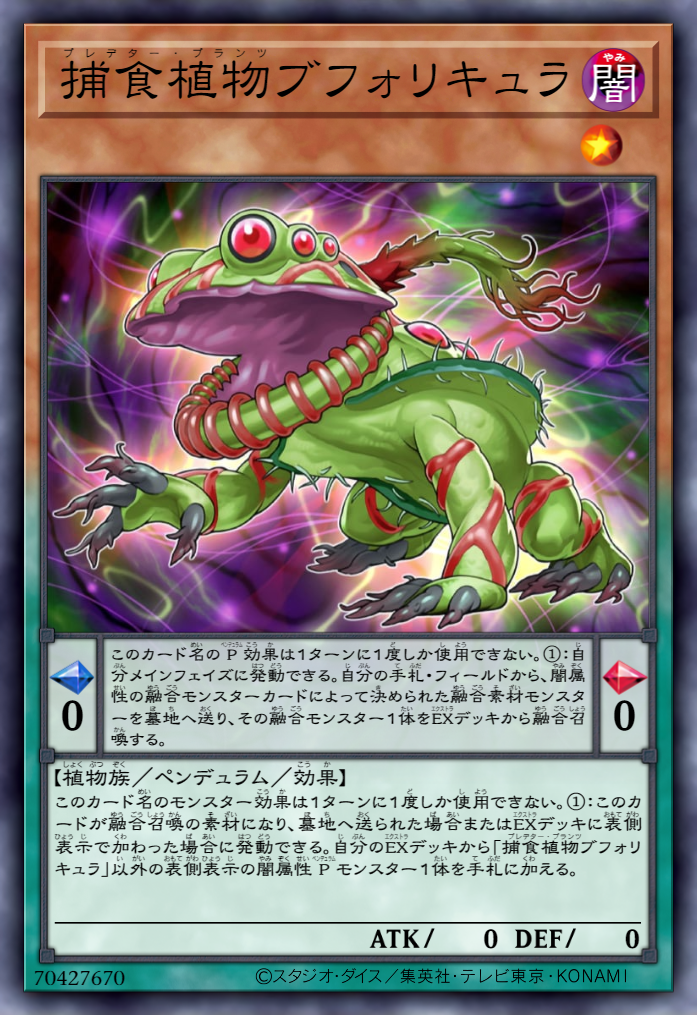 プレデター・プランツ
捕食植物ブフォリキュラ
やみ
闇
このカード名のP効果は1ターンに1度しか使用できない。①:自
分メインフェイズに発動できる。自分の手札・フィールドから、闇属
性の融合モンスターカードによって決められた融合素材モンスタ
ーを墓地へ送り、その融合モンスター1体をEXデッキから融合召
喚する。
0
0
【植物族/ペンデュラム/効果】
このカード名のモンスター効果は1ターンに1度しか使用できない。①:このカ
ードが融合召喚の素材になり、墓地へ送られた場合またはEXデッキに表側
表示で加わった場合に発動できる。自分のEXデッキから「捕食植物ブフォリ
キュラ」以外の表側表示の闇属性Pモンスター1体を手札に加える。
ATK/ 0 DEF/ 0
70427670 ©スタジオ・ダイス/集英社・テレビ東京・KONAMI